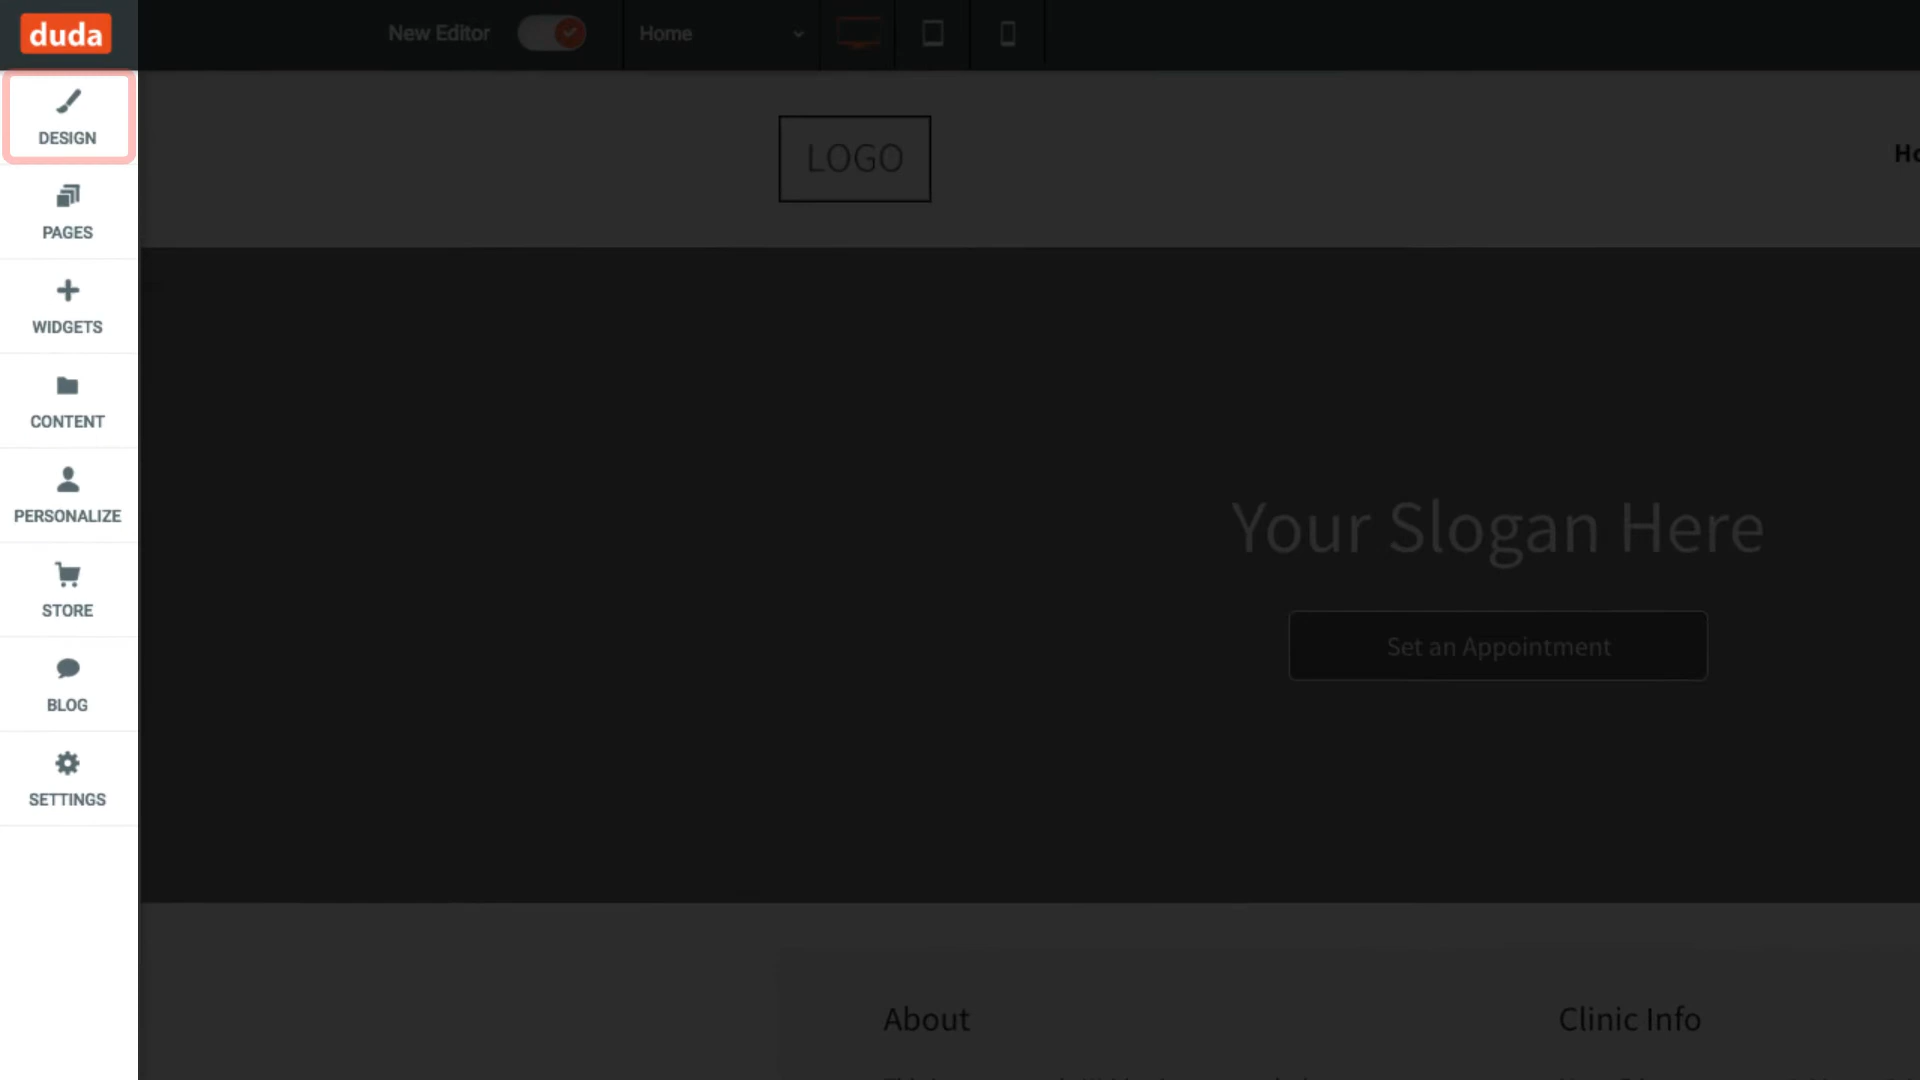 duda
New Editor
Home
DESIGN
PAGES
WIDGETS
CONTENT
PERSONALIZE
STORE
BLOG
SETTINGS
LOGO
Your Slogan Here
Set an Appointment
About
Clinic Info